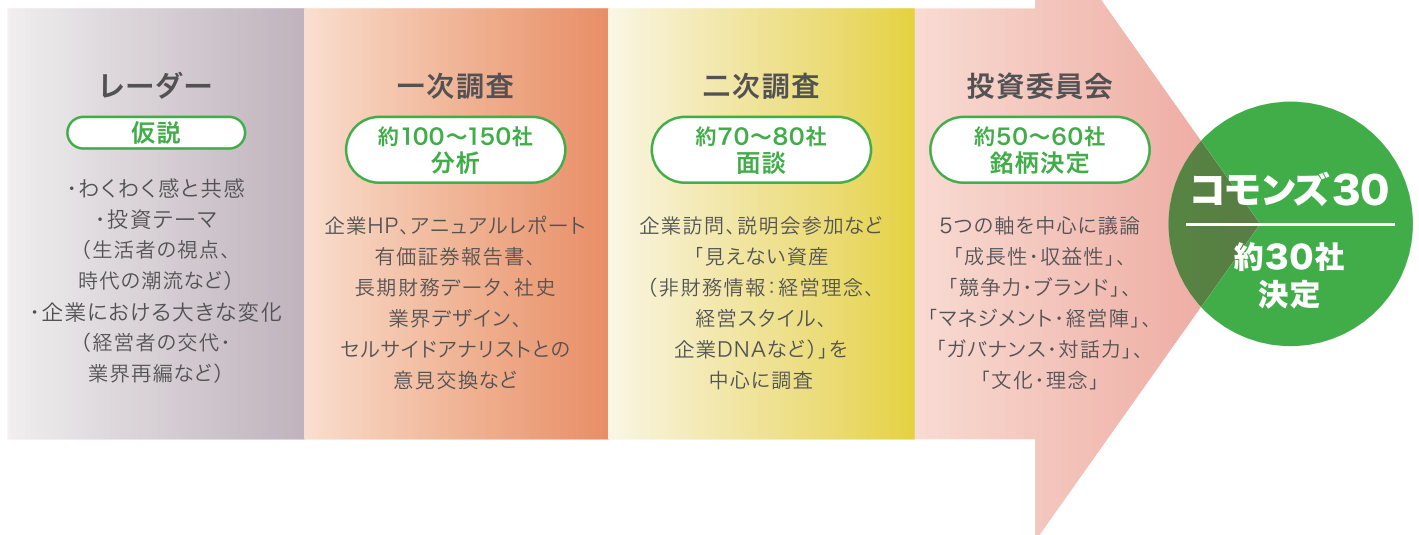 レーダー
仮説
・わくわく感と共感
・投資テーマ
（生活者の視点、
時代の潮流など）
・企業における大きな変化
（経営者の交代・
業界再編など）
一次調査
約100〜150社
分析
企業HP、アニュアルレポート
有価証券報告書、
長期財務データ、社史
業界デザイン、
セルサイドアナリストとの
意見交換など
二次調査
約70〜80社
面談
企業訪問、説明会参加など
「見えない資産
（非財務情報：経営理念、
経営スタイル、
企業DNAなど）」を
中心に調査
投資委員会
約50〜60社
銘柄決定
5つの軸を中心に議論
「成長性・収益性」、
「競争力・ブランド」、
「マネジメント・経営陣」、
「ガバナンス・対話力」、
「文化・理念」
コモンズ30
約30社
決定